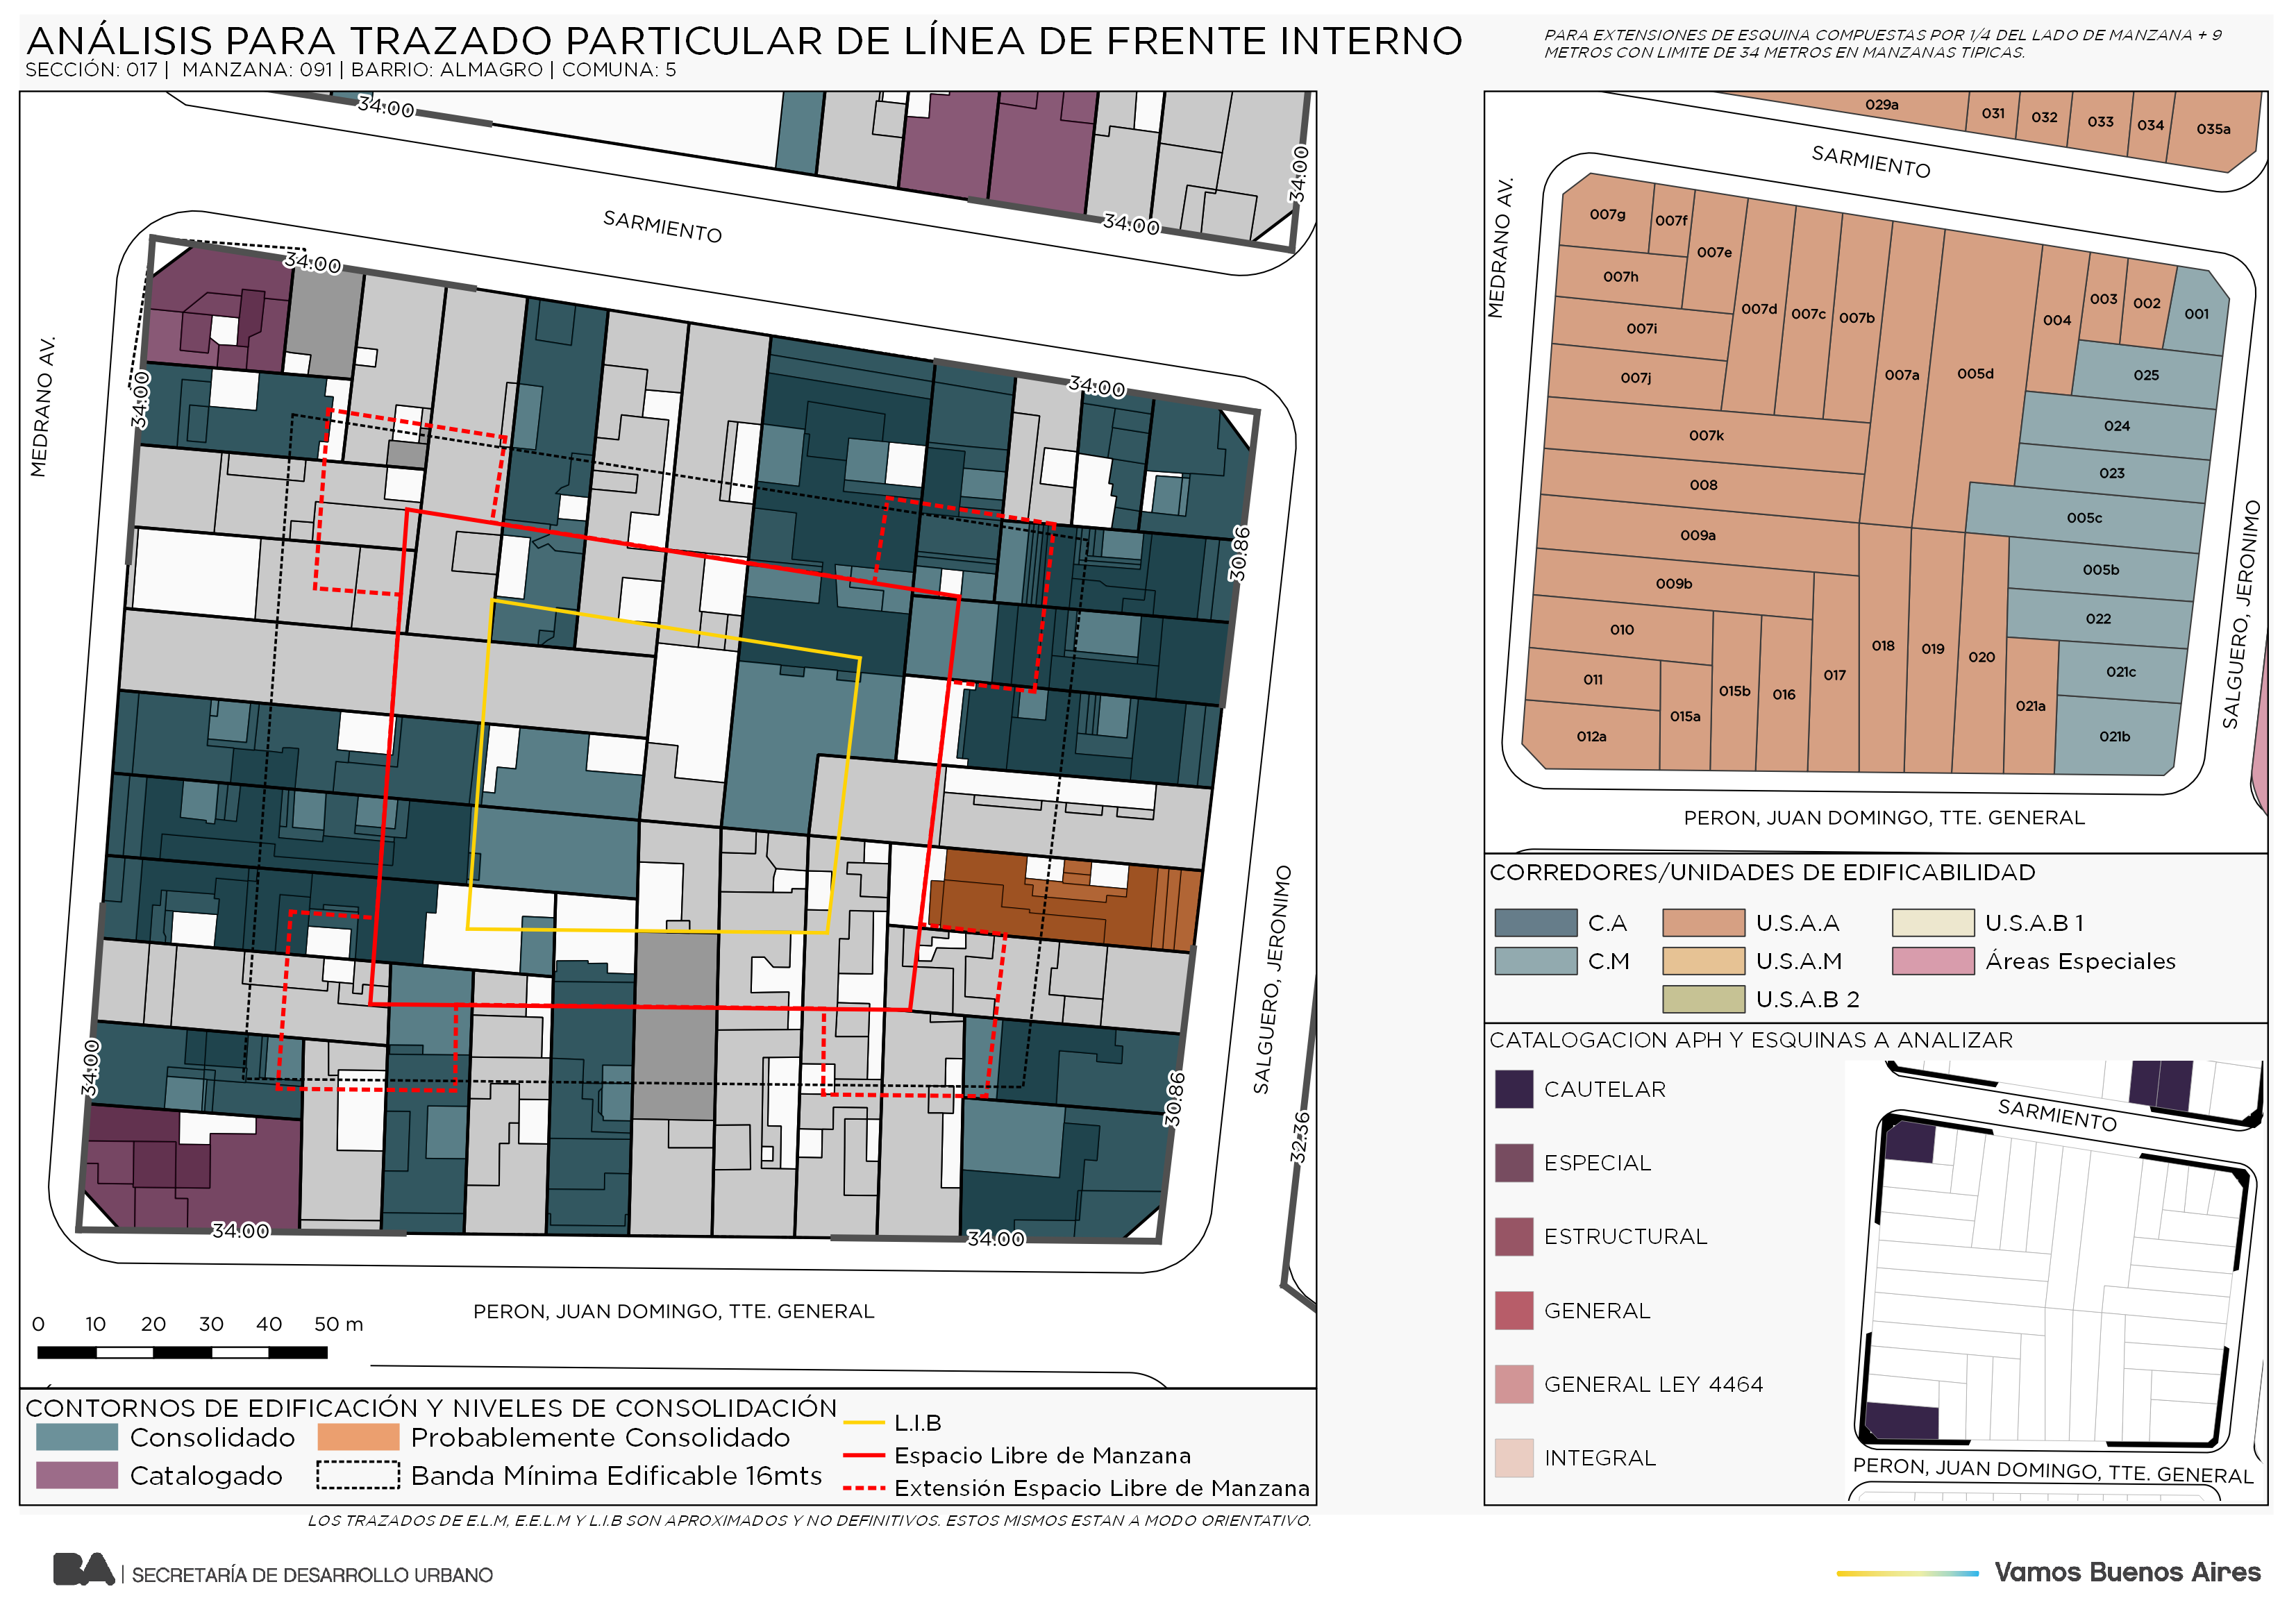 ANÁLISIS PARA TRAZADO PARTICULAR DE LÍNEA DE FRENTE INTERNO
SECCIÓN: 017 | MANZANA: 091 | BARRIO: ALMAGRO | COMUNA: 5
PARA EXTENSIONES DE ESQUINA COMPUESTAS POR 1/4 DEL LADO DE MANZANA + 9
METROS CON LIMITE DE 34 METROS EN MANZANAS TIPICAS.
34.00
34.00
34.00
SARMIENTO
MEDRANO AV.
34.00
34.00
34.00
30.86
34.00
30.86
34.00
34.00
SALGUERO, JERONIMO
32.36
PERON, JUAN DOMINGO, TTE. GENERAL
0 10 20 30 40 50 m
CONTORNOS DE EDIFICACIÓN Y NIVELES DE CONSOLIDACIÓN
Consolidado
Probablemente Consolidado
Catalogado
Banda Mínima Edificable 16mts
L.I.B
Espacio Libre de Manzana
Extensión Espacio Libre de Manzana
LOS TRAZADOS DE E.L.M, E.E.L.M Y L.I.B SON APROXIMADOS Y NO DEFINITIVOS. ESTOS MISMOS ESTAN A MODO ORIENTATIVO.
029a
031
032
033
034
035a
SARMIENTO
MEDRANO AV.
007g
007f
007e
007h
007d
007c
007b
007i
007j
007a
005d
004
003
002
001
025
024
023
007k
008
005c
009a
009b
005b
022
010
018
019
020
021c
011
017
015b
016
021a
015a
012a
021b
SALGUERO, JERONIMO
PERON, JUAN DOMINGO, TTE. GENERAL
CORREDORES/UNIDADES DE EDIFICABILIDAD
C.A
U.S.A.A
U.S.A.B 1
C.M
U.S.A.M
Áreas Especiales
U.S.A.B 2
CATALOGACION APH Y ESQUINAS A ANALIZAR
CAUTELAR
ESPECIAL
ESTRUCTURAL
GENERAL
GENERAL LEY 4464
INTEGRAL
SARMIENTO
PERON, JUAN DOMINGO, TTE. GENERAL
BA | SECRETARÍA DE DESARROLLO URBANO
Vamos Buenos Aires